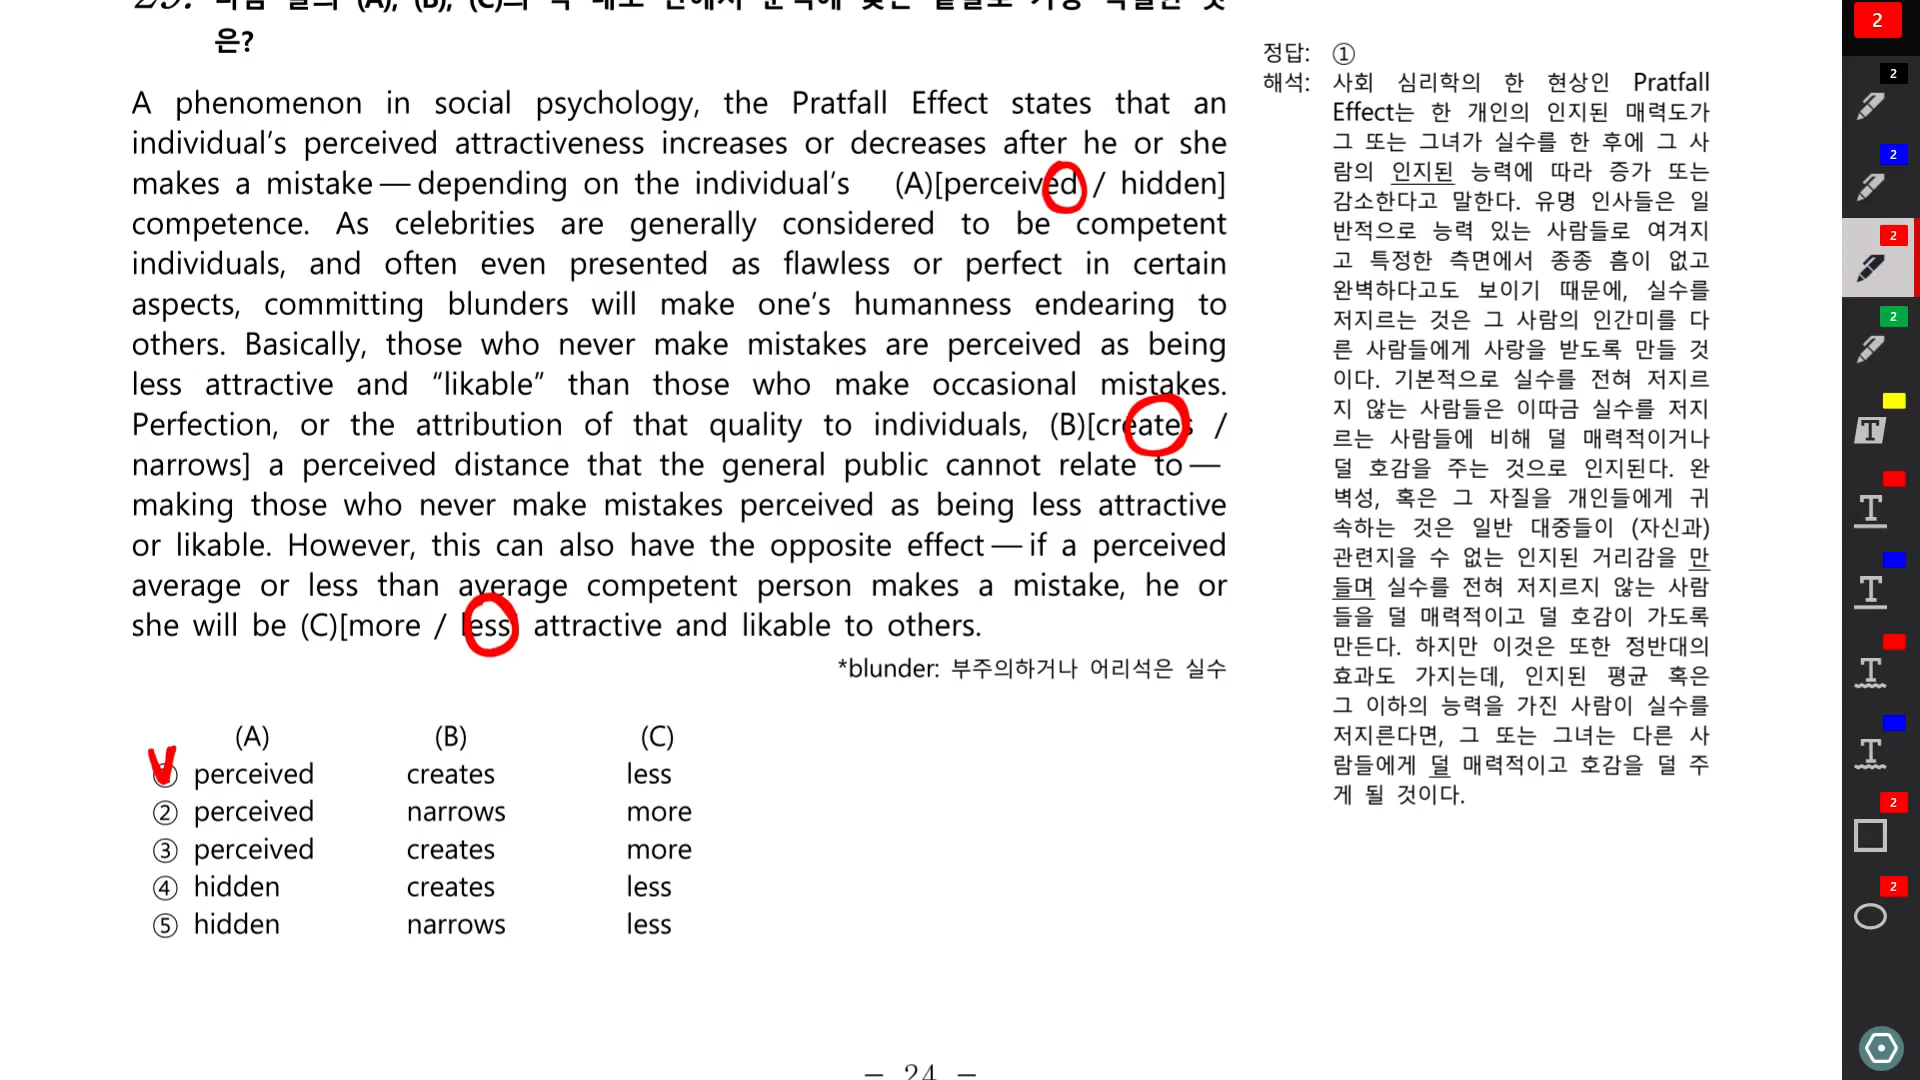 은?
A phenomenon in social psychology, the Pratfall Effect states that an
individual's perceived attractiveness increases or decreases after he or she
makes a mistake — depending on the individual's (A)[perceived / hidden]
competence. As celebrities are generally considered to be competent
individuals, and often even presented as flawless or perfect in certain
aspects, committing blunders will make one's humanness endearing to
others. Basically, those who never make mistakes are perceived as being
less attractive and “likable” than those who make occasional mistakes.
Perfection, or the attribution of that quality to individuals, (B)[creates /
narrows] a perceived distance that the general public cannot relate to —
making those who never make mistakes perceived as being less attractive
or likable. However, this can also have the opposite effect — if a perceived
average or less than average competent person makes a mistake, he or
she will be (C)[more / less] attractive and likable to others.
*blunder: 부주의하거나 어리석은 실수
(A) (B) (C)
① perceived creates less
② perceived narrows more
③ perceived creates more
④ hidden creates less
⑤ hidden narrows less
정답: ①
해석: 사회 심리학의 한 현상인 Pratfall
Effect는 한 개인의 인지된 매력도가
그 또는 그녀가 실수를 한 후에 그 사
람의 인지된 능력에 따라 증가 또는
감소한다고 말한다. 유명 인사들은 일
반적으로 능력 있는 사람들로 여겨지
고 특정한 측면에서 종종 흠이 없고
완벽하다고도 보이기 때문에, 실수를
저지르는 것은 그 사람의 인간미를 다
른 사람들에게 사랑을 받도록 만들 것
이다. 기본적으로 실수를 전혀 저지르
지 않는 사람들은 이따금 실수를 저지
르는 사람들에 비해 덜 매력적이거나
덜 호감을 주는 것으로 인지된다. 완
벽성, 혹은 그 자질을 개인들에게 귀
속하는 것은 일반 대중들이 (자신과)
관련지을 수 없는 인지된 거리감을 만
들며 실수를 전혀 저지르지 않는 사람
들을 덜 매력적이고 덜 호감이 가도록
만든다. 하지만 이것은 또한 정반대의
효과도 가지는데, 인지된 평균 혹은
그 이하의 능력을 가진 사람이 실수를
저지른다면, 그 또는 그녀는 다른 사
람들에게 덜 매력적이고 호감을 덜 주
게 될 것이다.
- 24 -
2
2
2
2
2
T
T
T
T
T
2
2